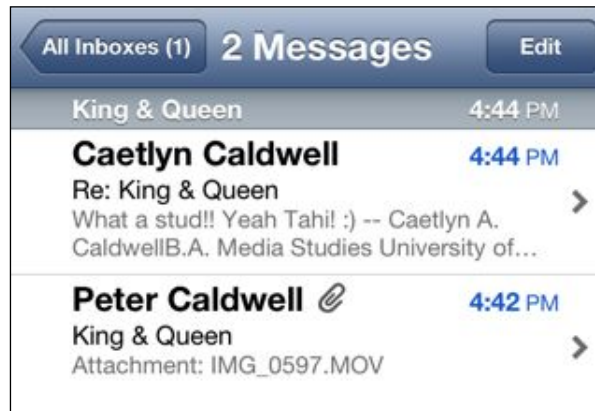 All Inboxes (1) 2 Messages Edit
King & Queen 4:44 PM
Caetlyn Caldwell 4:44 PM
Re: King & Queen
What a stud!! Yeah Tahi! :) -- Caetlyn A.
CaldwellB.A. Media Studies University of...
Peter Caldwell 4:42 PM
King & Queen
Attachment: IMG_0597.MOV